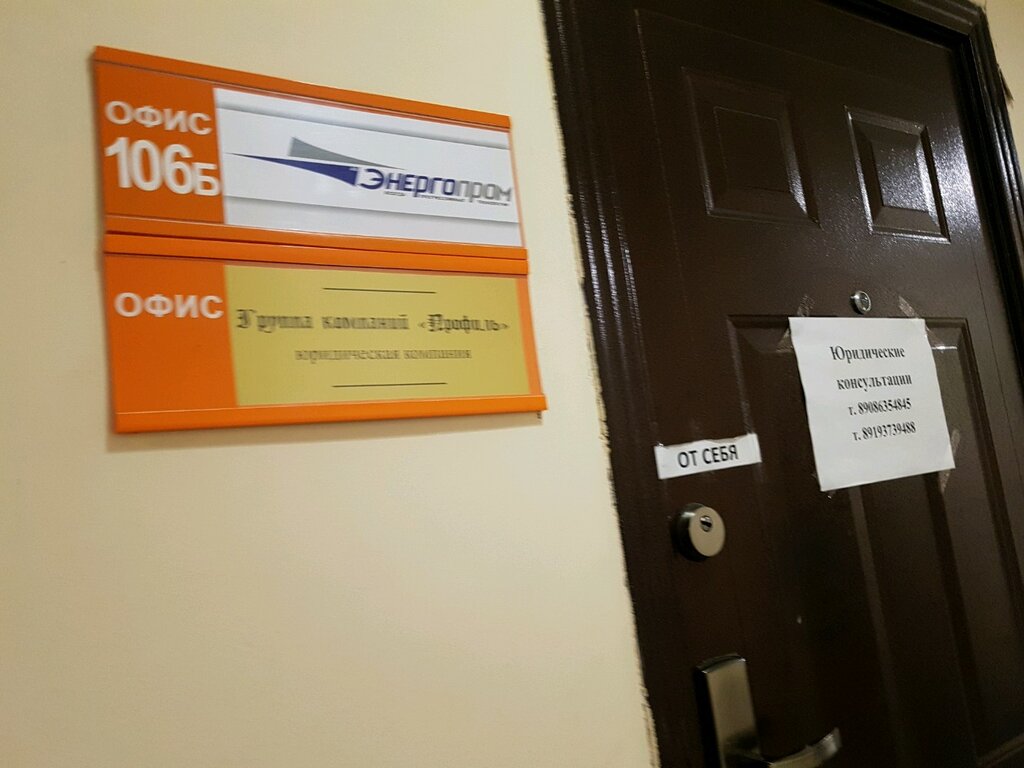 ОФИС
106Б
ЭНЕРГОПРОМ
ОФИС
Группа компаний «Профиль»
юридическая компания
ОТ СЕБЯ
Юридические
консультации
т. 89086354845
т. 89193739488